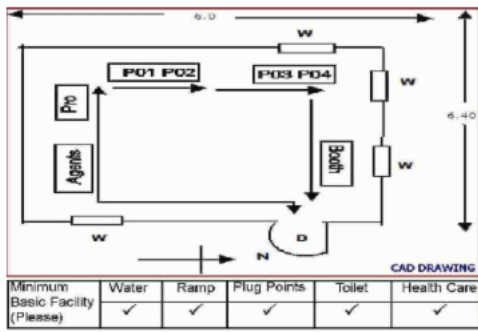 6.0
W
P01 P02
P03 P04
W
Pro
6.40
Agents
Booth
W
W
D
N
CAD DRAWING
Minimum Basic Facility (Please)
Water
Ramp
Plug Points
Toilet
Health Care
✓ ✓ ✓ ✓ ✓